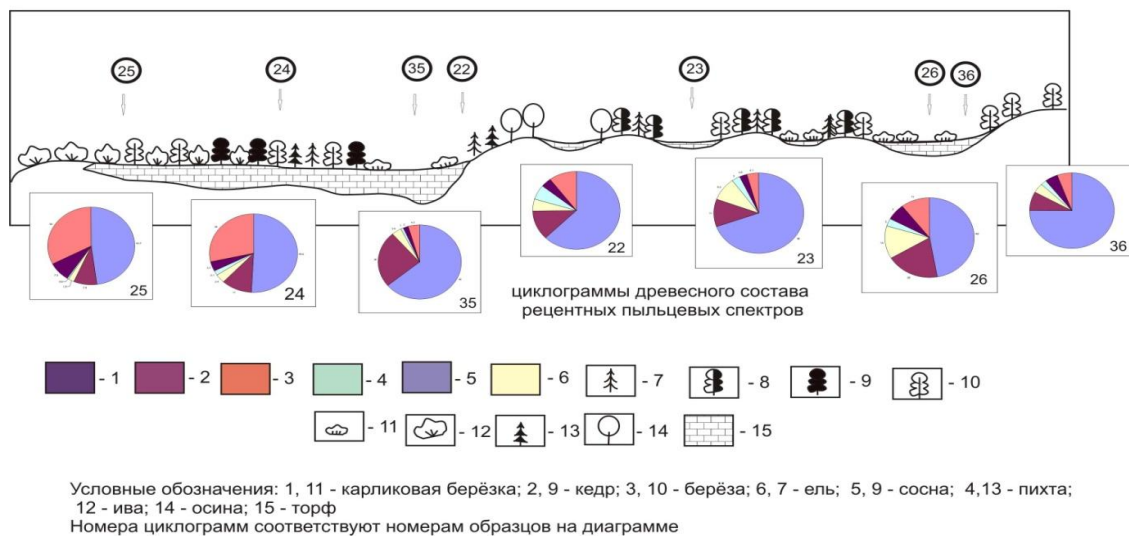 25 24 35 22 23 26 36
25 24 35 22 23 26 36
циклограммы древесного состава
рецентных пыльцевых спектров
- 1 - 2 - 3 - 4 - 5 - 6 - 7 - 8 - 9 - 10
- 11 - 12 - 13 - 14 - 15
Условные обозначения: 1, 11 - карликовая берёзка; 2, 9 - кедр; 3, 10 - берёза; 6, 7 - ель; 5, 9 - сосна; 4,13 - пихта;
12 - ива; 14 - осина; 15 - торф
Номера циклограмм соответствуют номерам образцов на диаграмме